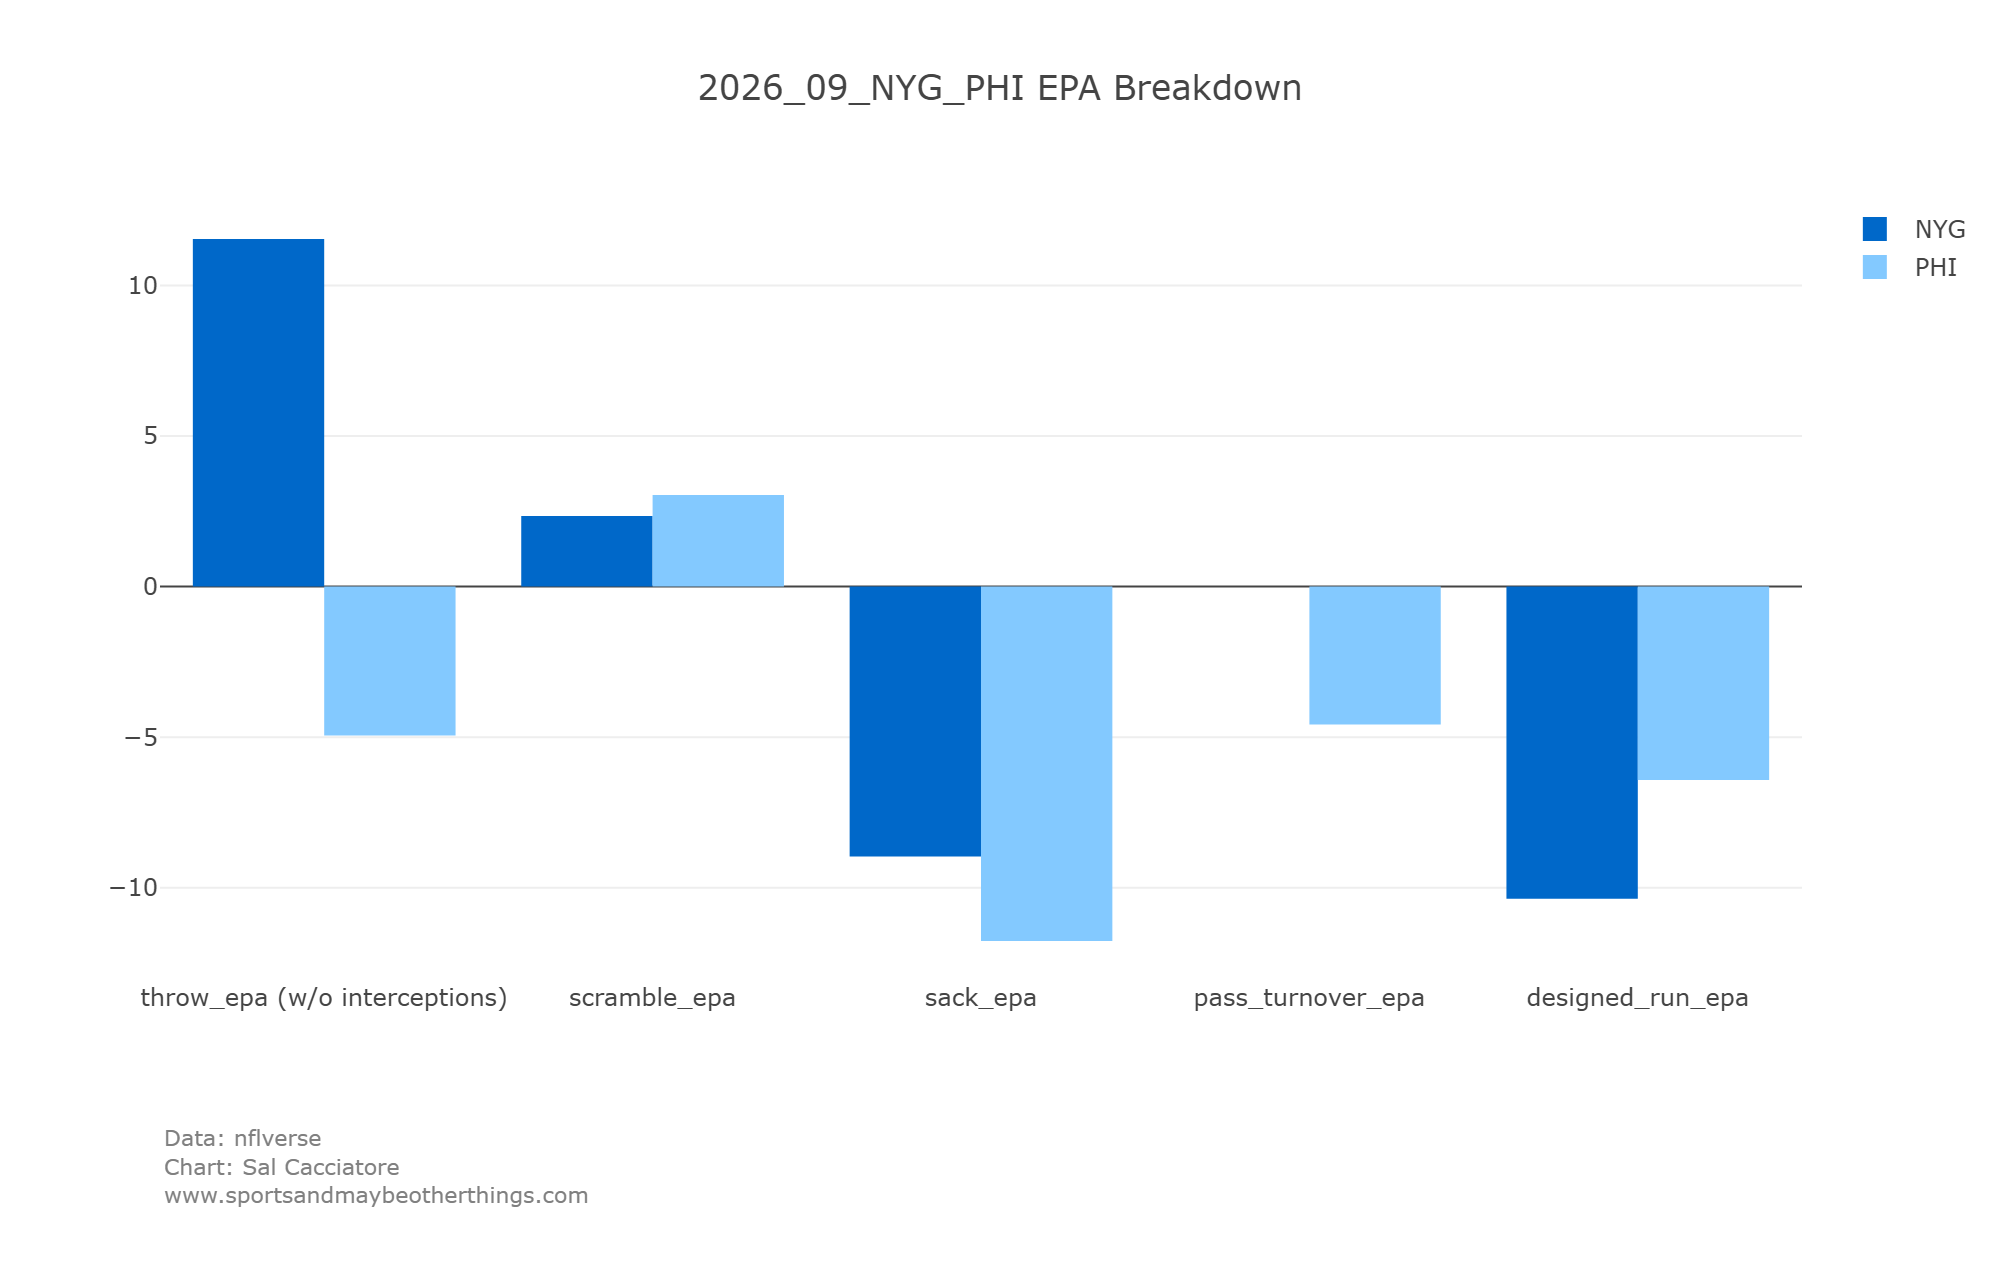 2026_09_NYG_PHI EPA Breakdown
NYG
PHI
10
5
0
−5
−10
throw_epa (w/o interceptions)
scramble_epa
sack_epa
pass_turnover_epa
designed_run_epa
Data: nflverse
Chart: Sal Cacciatore
www.sportsandmaybeotherthings.com